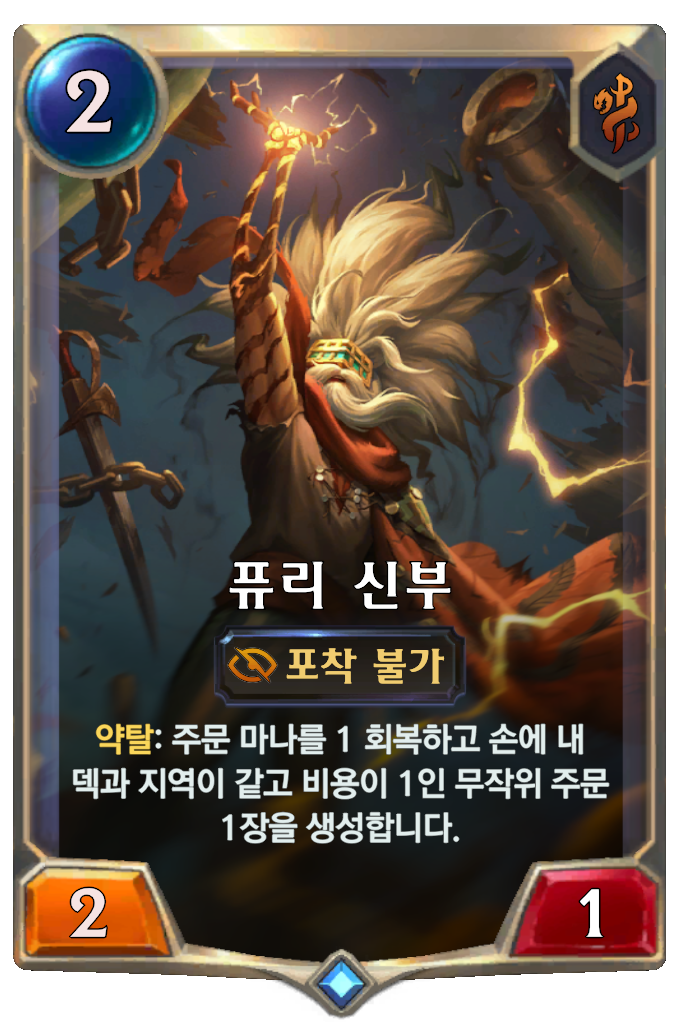 2
퓨리 신부
포착 불가
약탈: 주문 마나를 1 회복하고 손에 내
덱과 지역이 같고 비용이 1인 무작위 주문
1장을 생성합니다.
2
1